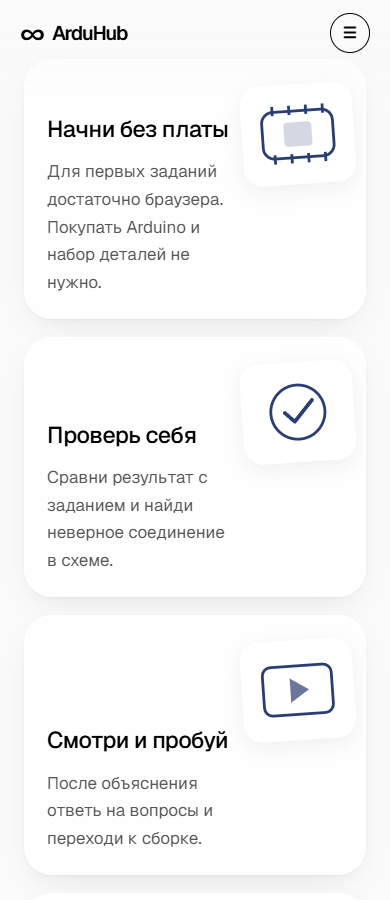 ArduHub
Начни без платы
Для первых заданий
достаточно браузера.
Покупать Arduino и
набор деталей не
нужно.
Проверь себя
Сравни результат с
заданием и найди
неверное соединение
в схеме.
Смотри и пробуй
После объяснения
ответь на вопросы и
переходи к сборке.